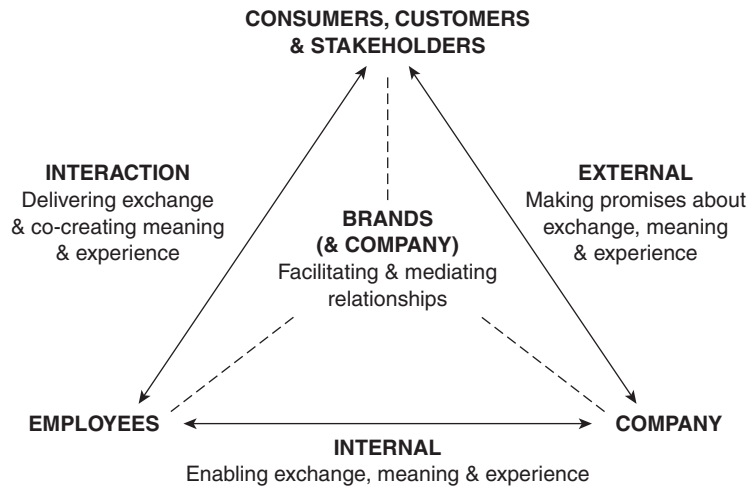 CONSUMERS, CUSTOMERS
& STAKEHOLDERS
INTERACTION
Delivering exchange
& co-creating meaning
& experience
EXTERNAL
Making promises about
exchange, meaning
& experience
BRANDS
(& COMPANY)
Facilitating & mediating
relationships
EMPLOYEES
COMPANY
INTERNAL
Enabling exchange, meaning & experience